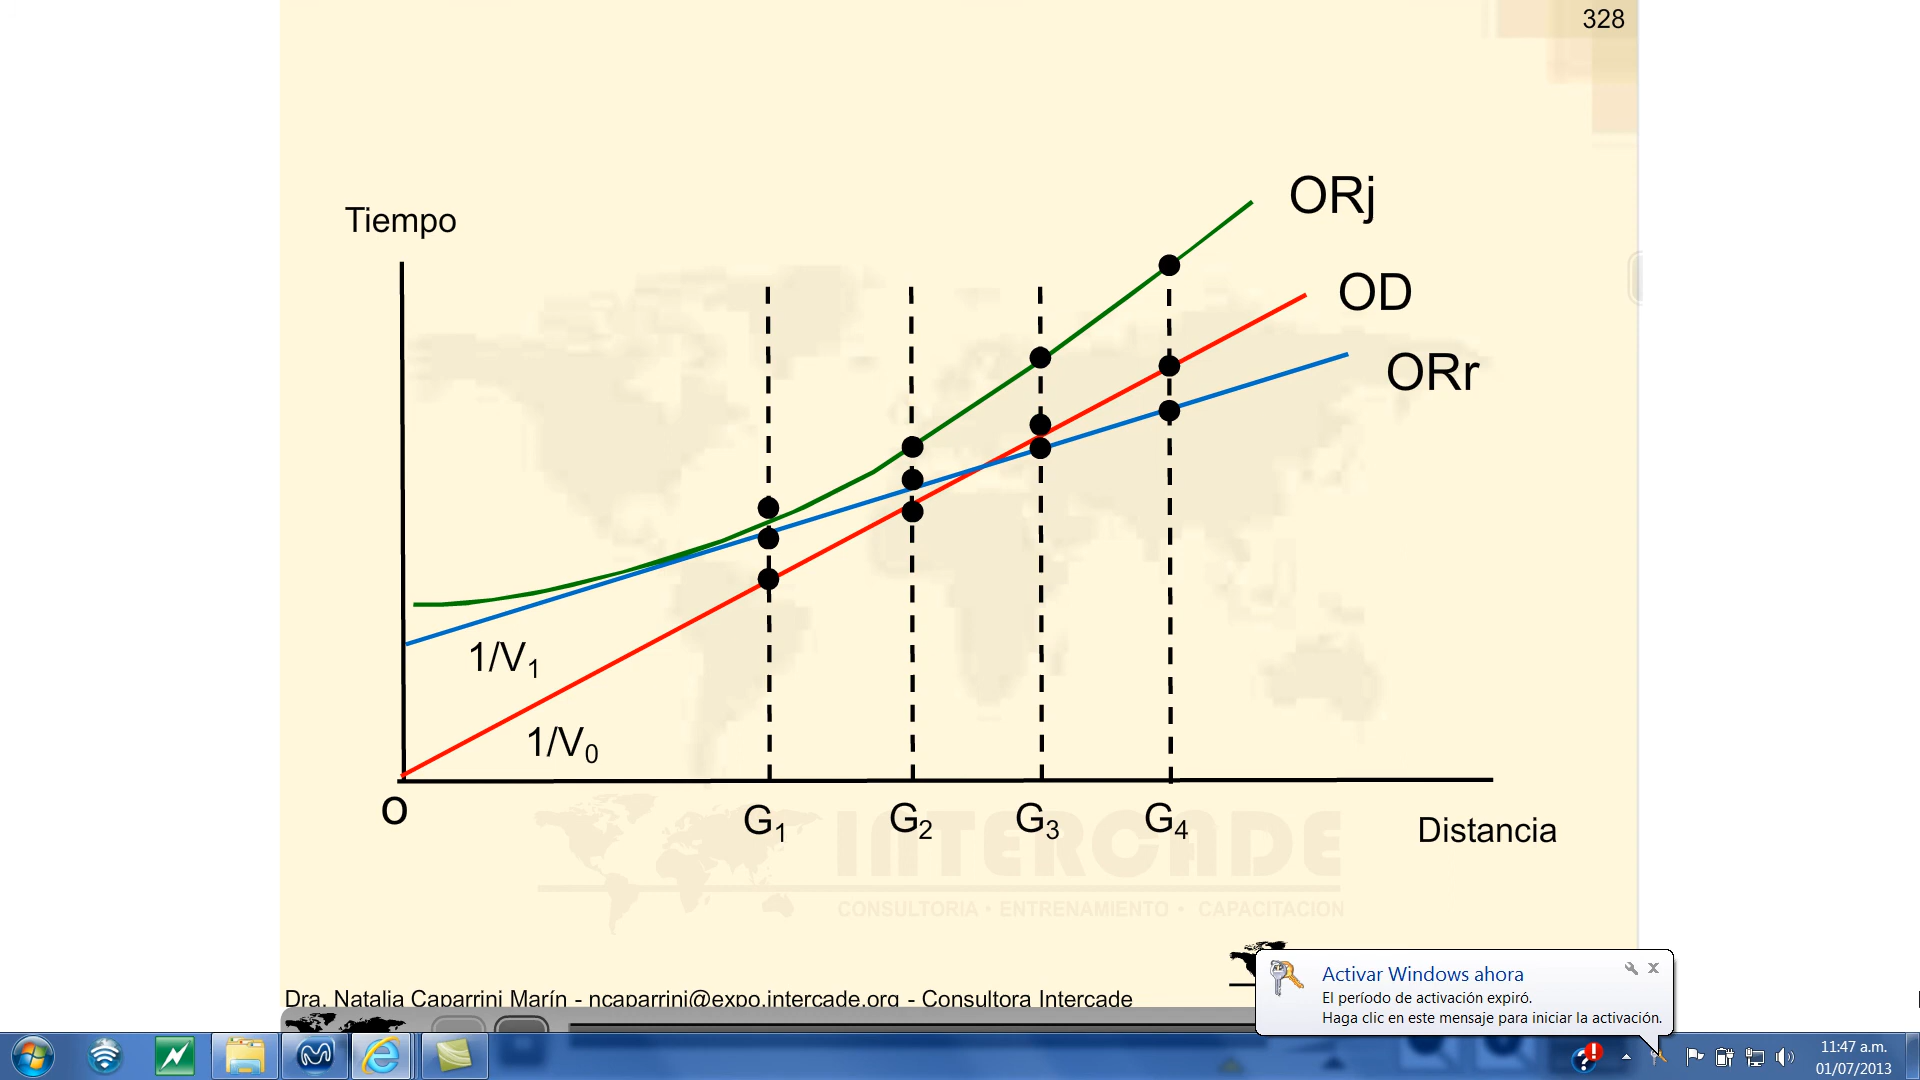 328
Tiempo
ORj
OD
ORr
1/V₁
1/V₀
O
G₁
G₂
G₃
G₄
Distancia
INTERCADE
CONSULTORIA • ENTRENAMIENTO • CAPACITACION
Dra. Natalia Caparrini Marín - ncaparrini@expo.intercade.org - Consultora Intercade
Activar Windows ahora
El período de activación expiró.
Haga clic en este mensaje para iniciar la activación.
11:47 a.m.
01/07/2013